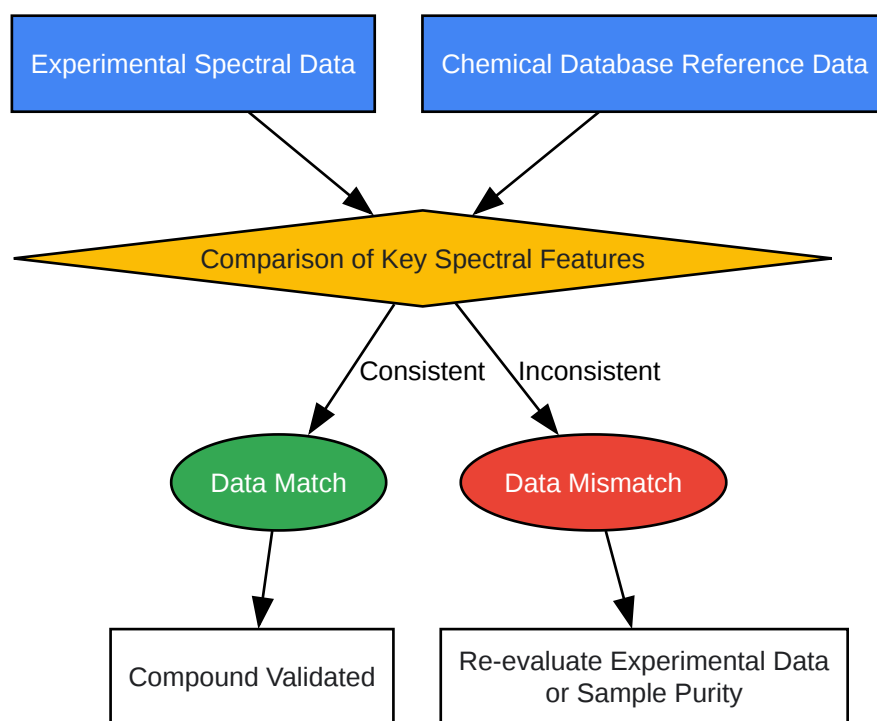 Experimental Spectral Data
Chemical Database Reference Data
Comparison of Key Spectral Features
Consistent
Inconsistent
Data Match
Data Mismatch
Compound Validated
Re-evaluate Experimental Data
or Sample Purity